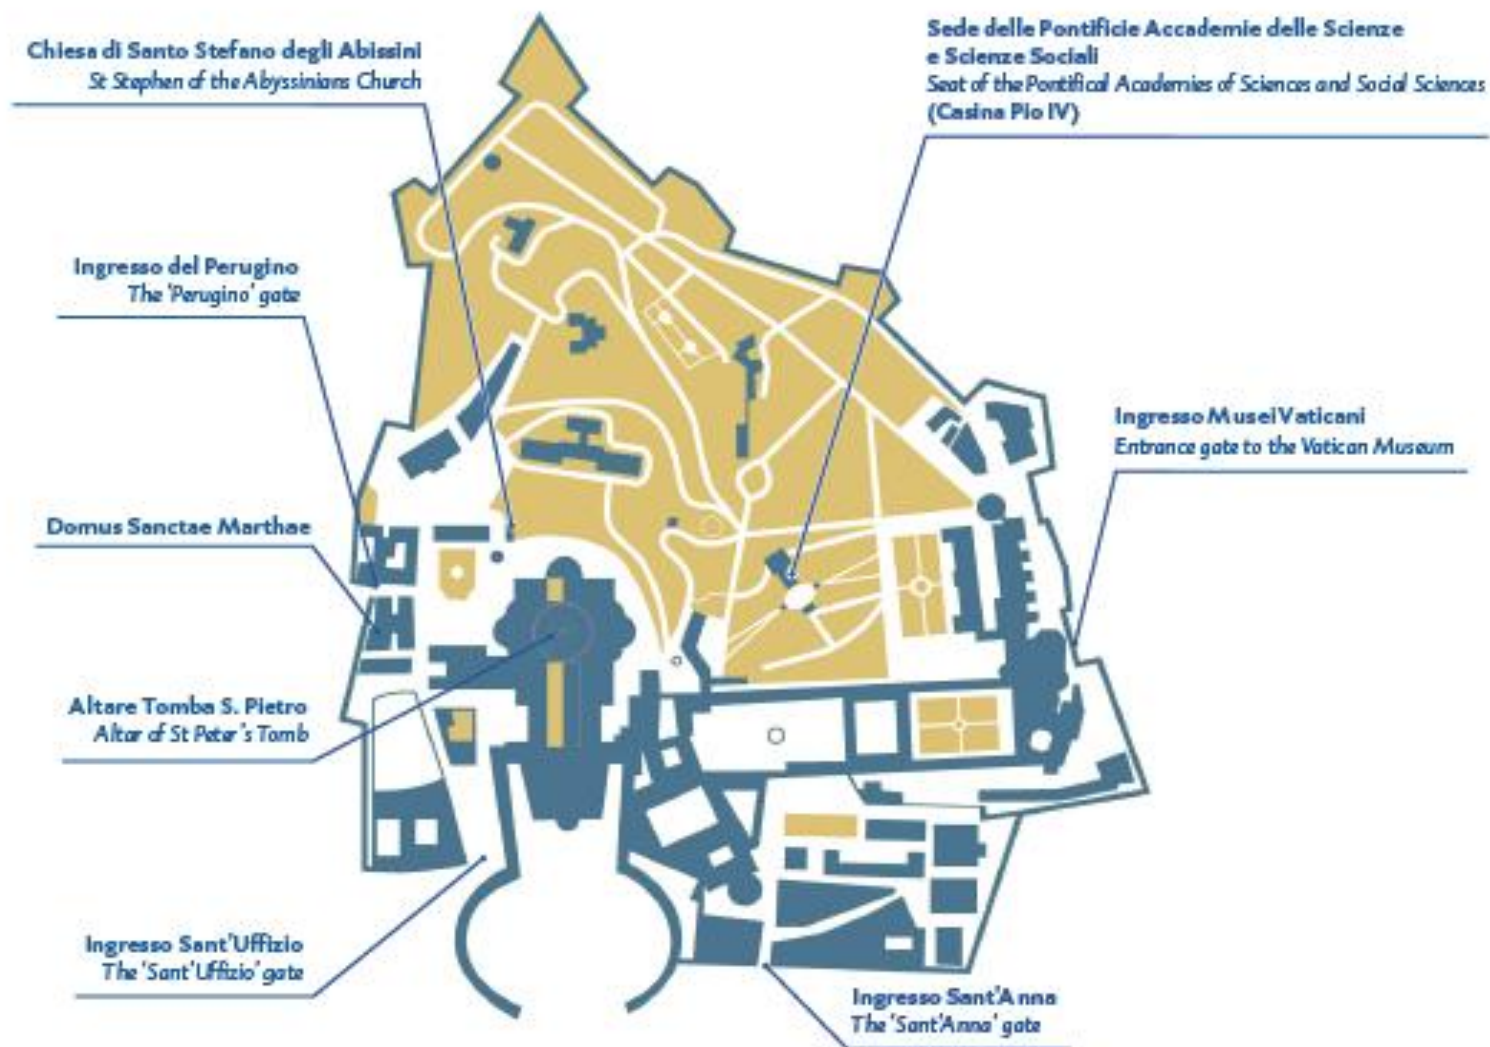 Chiesa di Santo Stefano degli Abissini
St Stephen of the Abyssinians Church
Sede delle Pontificie Accademie delle Scienze
e Scienze Sociali
Seat of the Pontifical Academies of Sciences and Social Sciences
(Casina Pio IV)
Ingresso del Perugino
The 'Perugino' gate
Ingresso Musei Vaticani
Entrance gate to the Vatican Museum
Domus Sanctae Marthae
Altare Tomba S. Pietro
Altar of St Peter's Tomb
Ingresso Sant'Uffizio
The 'Sant'Uffizio' gate
Ingresso Sant'Anna
The 'Sant'Anna' gate